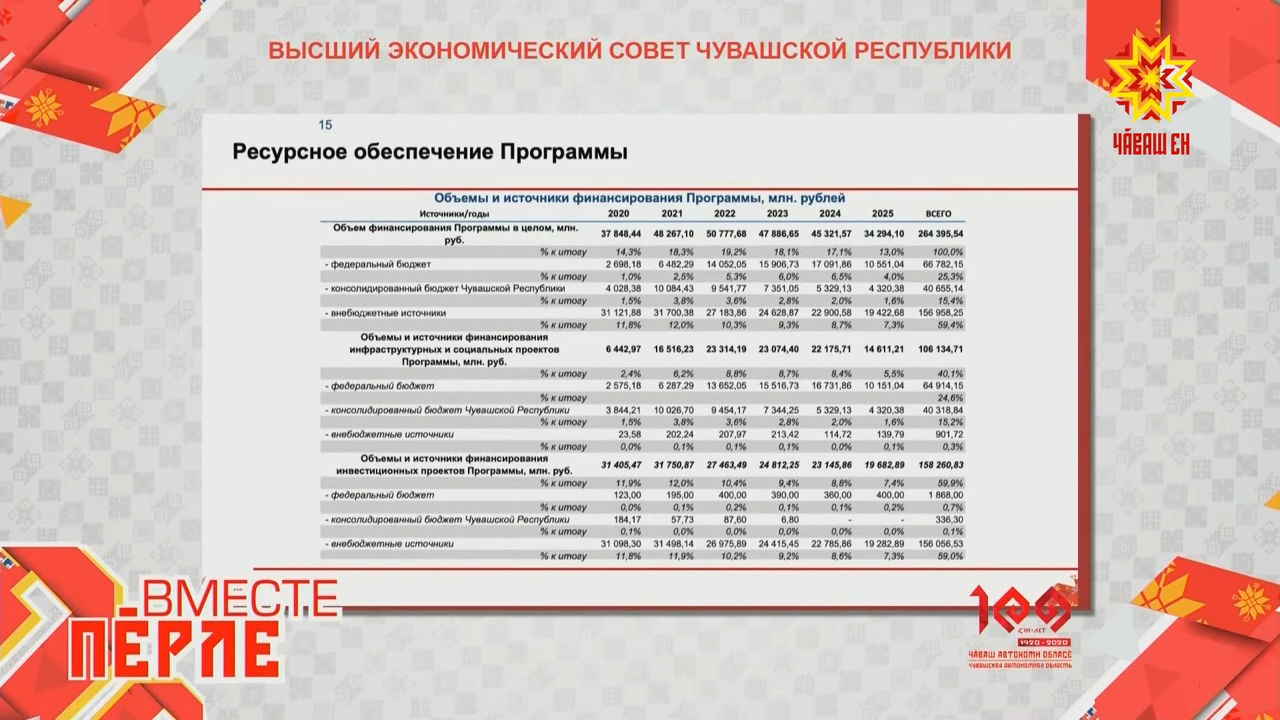 ВЫСШИЙ ЭКОНОМИЧЕСКИЙ СОВЕТ ЧУВАШСКОЙ РЕСПУБЛИКИ
ЧӐВАШ ЕН
15
Ресурсное обеспечение Программы
Объемы и источники финансирования Программы, млн. рублей
Источники/годы 2020 2021 2022 2023 2024 2025 ВСЕГО
Объем финансирования Программы в целом, млн.
руб. 37 848,44 48 267,10 50 777,68 47 886,65 45 321,57 34 294,10 264 395,54
% к итогу 14,3% 18,3% 19,2% 18,1% 17,1% 13,0% 100,0%
- федеральный бюджет 2 698,18 6 482,29 14 052,05 15 906,73 17 091,86 10 551,04 66 782,15
% к итогу 1,0% 2,5% 5,3% 6,0% 6,5% 4,0% 25,3%
- консолидированный бюджет Чувашской Республики 4 028,38 10 084,43 9 541,77 7 351,05 5 329,13 4 320,38 40 655,14
% к итогу 1,5% 3,8% 3,6% 2,8% 2,0% 1,6% 15,4%
- внебюджетные источники 31 121,88 31 700,38 27 183,86 24 628,87 22 900,58 19 422,68 156 958,25
% к итогу 11,8% 12,0% 10,3% 9,3% 8,7% 7,3% 59,4%
Объемы и источники финансирования
инфраструктурных и социальных проектов 6 442,97 16 516,23 23 314,19 23 074,40 22 175,71 14 611,21 106 134,71
Программы, млн. руб.
% к итогу 2,4% 6,2% 8,8% 8,7% 8,4% 5,5% 40,1%
- федеральный бюджет 2 575,18 6 287,29 13 652,05 15 516,73 16 731,86 10 151,04 64 914,15
% к итогу 24,6%
- консолидированный бюджет Чувашской Республики 3 844,21 10 026,70 9 454,17 7 344,25 5 329,13 4 320,38 40 318,84
% к итогу 1,5% 3,8% 3,6% 2,8% 2,0% 1,6% 15,2%
- внебюджетные источники 23,58 202,24 207,97 213,42 114,72 139,79 901,72
% к итогу 0,0% 0,1% 0,1% 0,1% 0,0% 0,1% 0,3%
Объемы и источники финансирования
инвестиционных проектов Программы, млн. руб. 31 405,47 31 750,87 27 463,49 24 812,25 23 145,86 19 682,89 158 260,83
% к итогу 11,9% 12,0% 10,4% 9,4% 8,8% 7,4% 59,9%
- федеральный бюджет 123,00 195,00 400,00 390,00 360,00 400,00 1 868,00
% к итогу 0,0% 0,1% 0,2% 0,1% 0,1% 0,2% 0,7%
- консолидированный бюджет Чувашской Республики 184,17 57,73 87,60 6,80 - - 336,30
% к итогу 0,1% 0,0% 0,0% 0,0% 0,0% 0,0% 0,1%
- внебюджетные источники 31 098,30 31 498,14 26 975,89 24 415,45 22 785,86 19 282,89 156 056,53
% к итогу 11,8% 11,9% 10,2% 9,2% 8,6% 7,3% 59,0%
ВМЕСТЕ
ПӖРЛЕ
100
ҪУЛ-ЛЕТ
1920-2020
ЧӐВАШ АВТОНОМИ ОБЛАҪӖ
ЧУВАШСКАЯ АВТОНОМНАЯ ОБЛАСТЬ